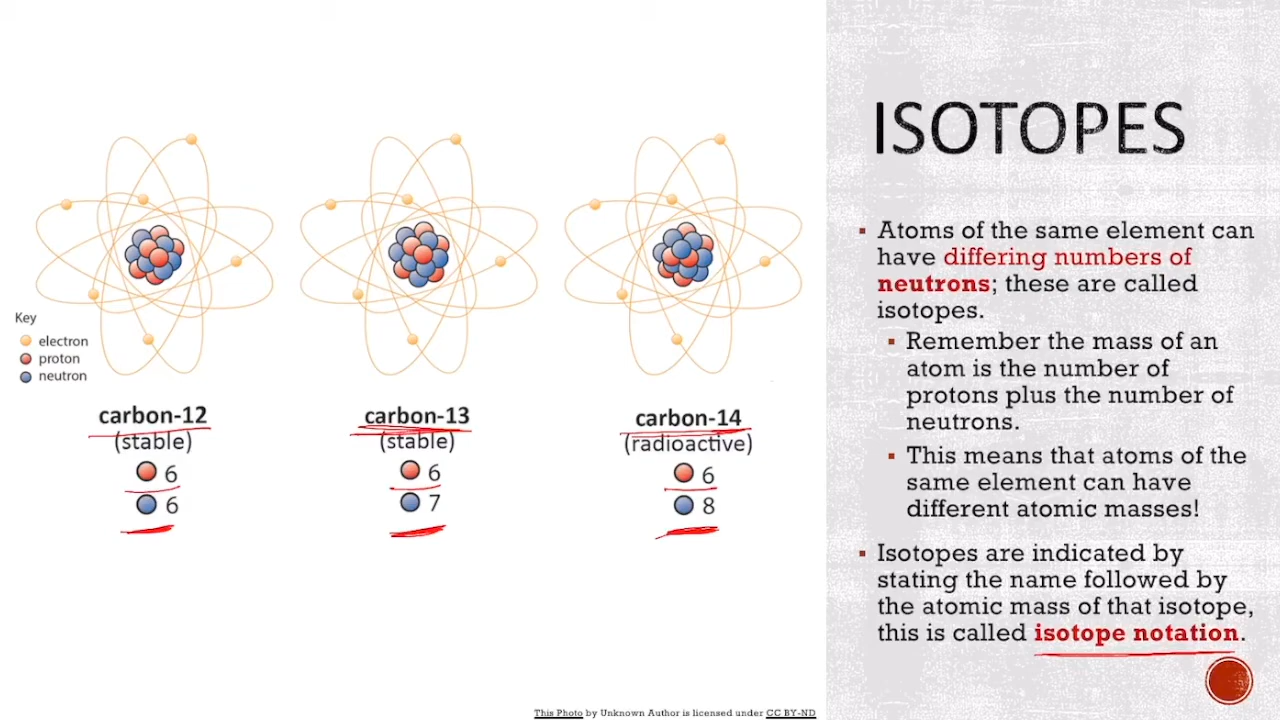 ISOTOPES
Key
electron
proton
neutron
carbon-12
(stable)
6
6
carbon-13
(stable)
6
7
carbon-14
(radioactive)
6
8
▪ Atoms of the same element can
have differing numbers of
neutrons; these are called
isotopes.
▪ Remember the mass of an
atom is the number of
protons plus the number of
neutrons.
▪ This means that atoms of the
same element can have
different atomic masses!
▪ Isotopes are indicated by
stating the name followed by
the atomic mass of that isotope,
this is called isotope notation.
This Photo by Unknown Author is licensed under CC BY-ND